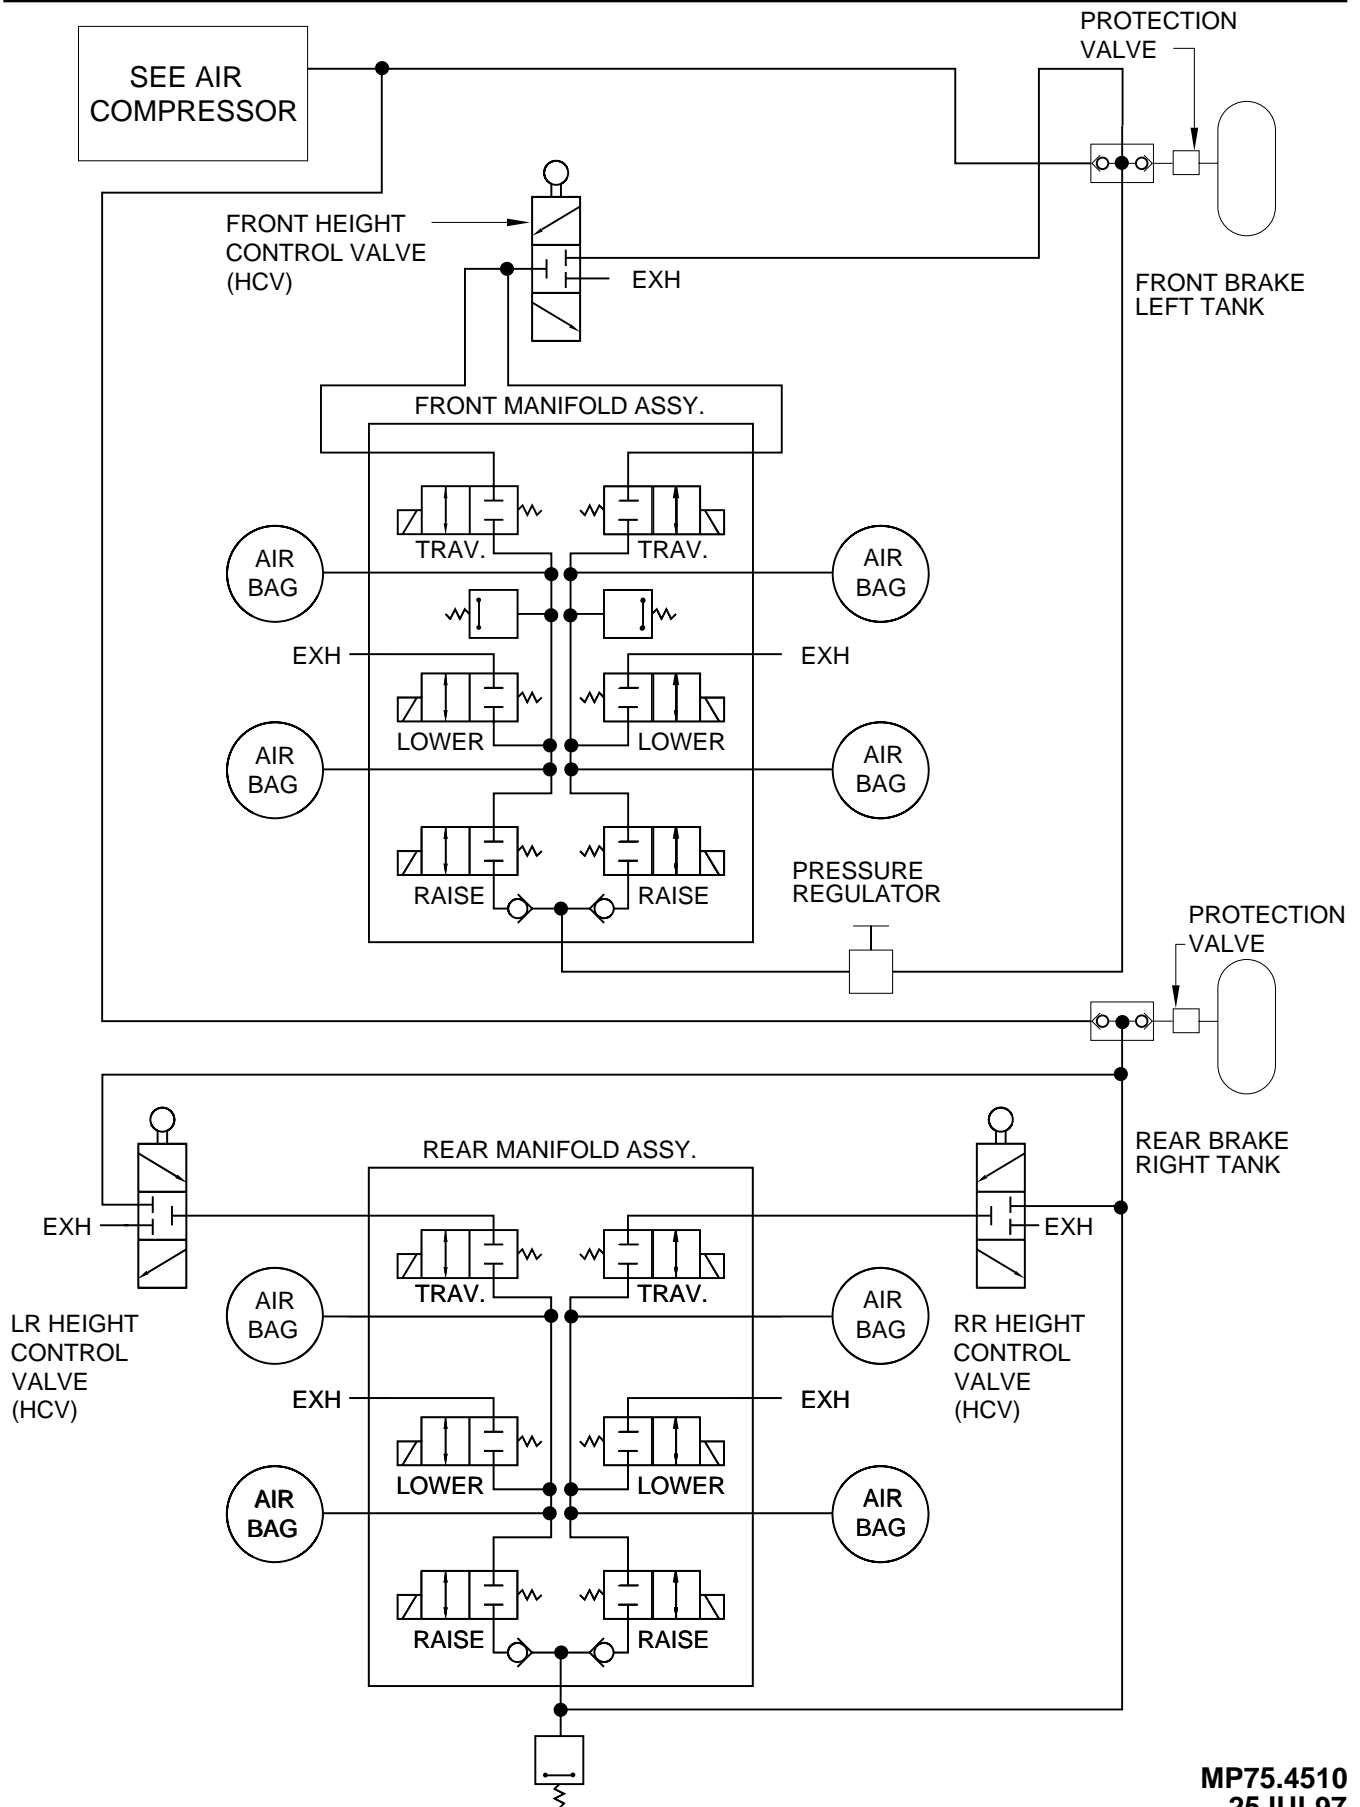 PROTECTION
VALVE
SEE AIR
COMPRESSOR
FRONT HEIGHT
CONTROL VALVE
(HCV)
EXH
FRONT BRAKE
LEFT TANK
FRONT MANIFOLD ASSY.
TRAV.
TRAV.
AIR
BAG
AIR
BAG
EXH
EXH
LOWER
LOWER
AIR
BAG
AIR
BAG
RAISE
RAISE
PRESSURE
REGULATOR
PROTECTION
VALVE
REAR BRAKE
RIGHT TANK
REAR MANIFOLD ASSY.
EXH
EXH
TRAV.
TRAV.
AIR
BAG
AIR
BAG
LR HEIGHT
CONTROL
VALVE
(HCV)
RR HEIGHT
CONTROL
VALVE
(HCV)
EXH
EXH
LOWER
LOWER
AIR
BAG
AIR
BAG
RAISE
RAISE
MP75.4510
25JUL97